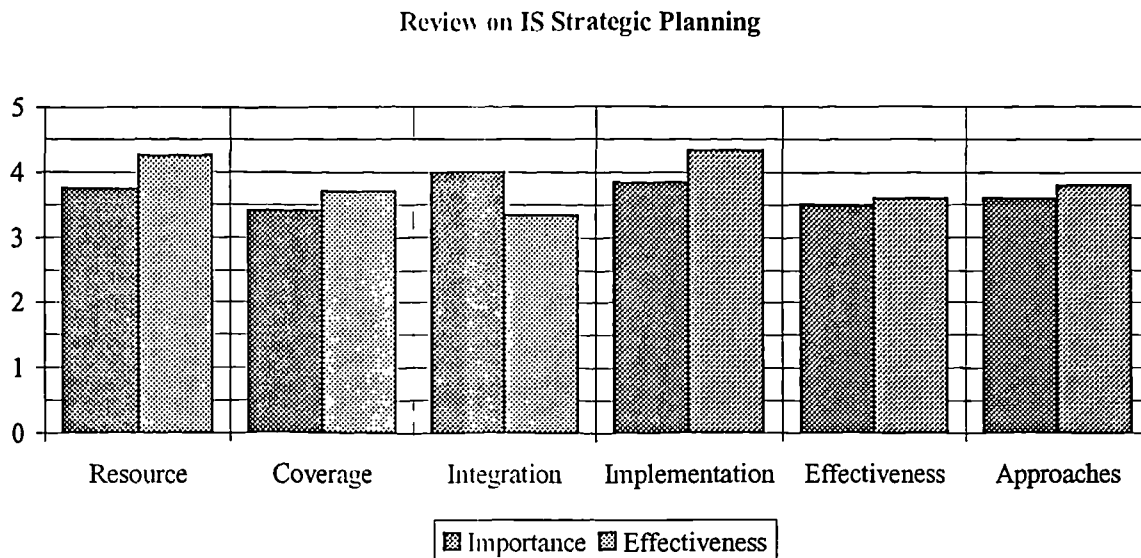 Review on IS Strategic Planning
5
4
3
2
1
0
Resource Coverage Integration Implementation Effectiveness Approaches
Importance Effectiveness